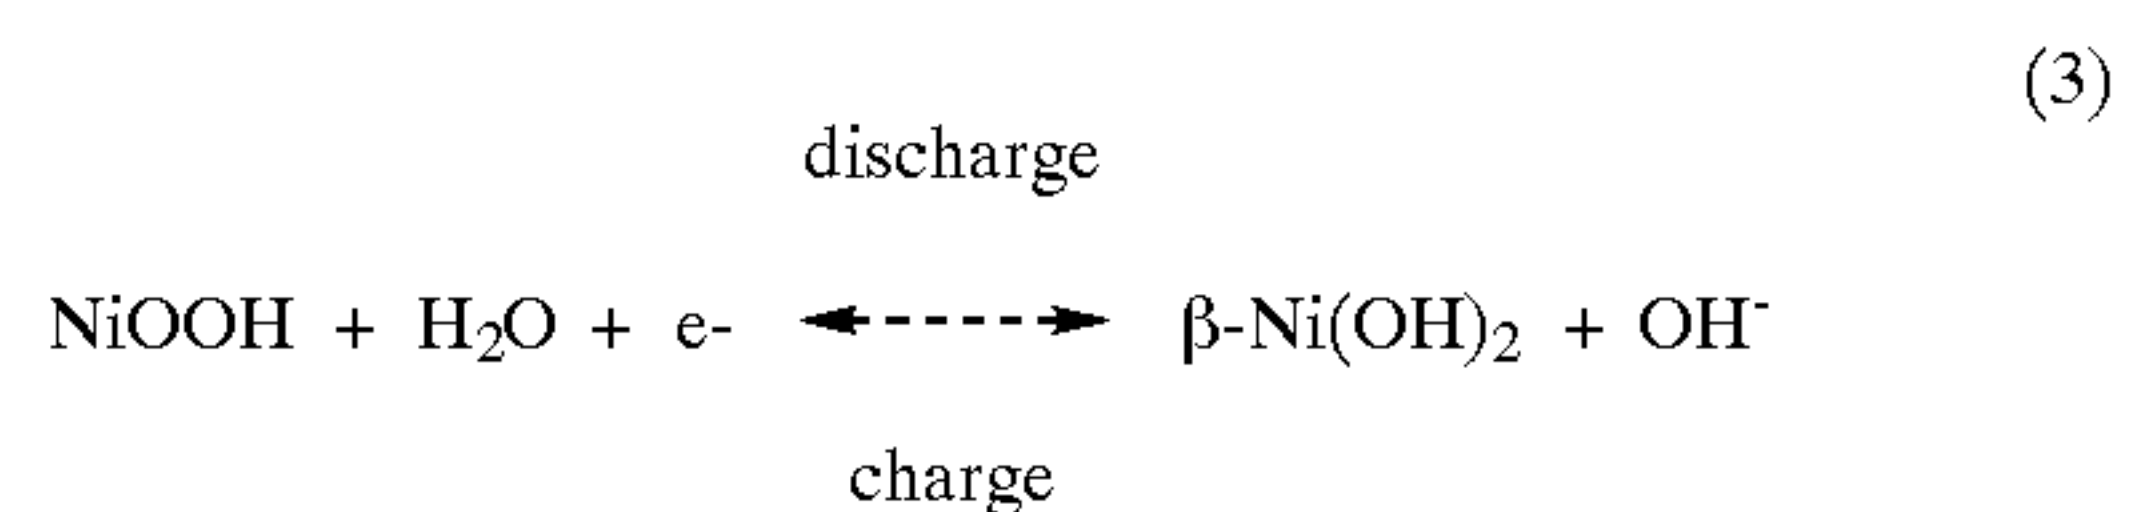 (3)
discharge
NiOOH + H₂O + e- ◄----► β-Ni(OH)₂ + OH⁻
charge